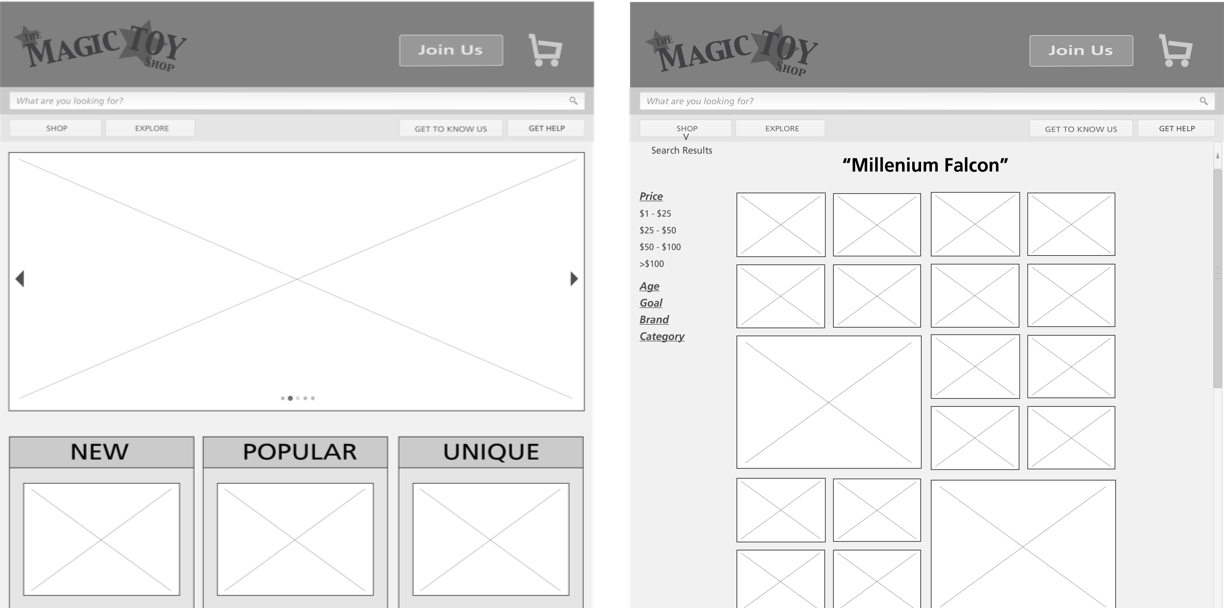 THE
MAGIC TOY
SHOP
Join Us
What are you looking for?
SHOP EXPLORE GET TO KNOW US GET HELP
NEW POPULAR UNIQUE
THE
MAGIC TOY
SHOP
Join Us
What are you looking for?
SHOP EXPLORE GET TO KNOW US GET HELP
V
Search Results
“Millenium Falcon”
Price
$1 - $25
$25 - $50
$50 - $100
>$100
Age
Goal
Brand
Category